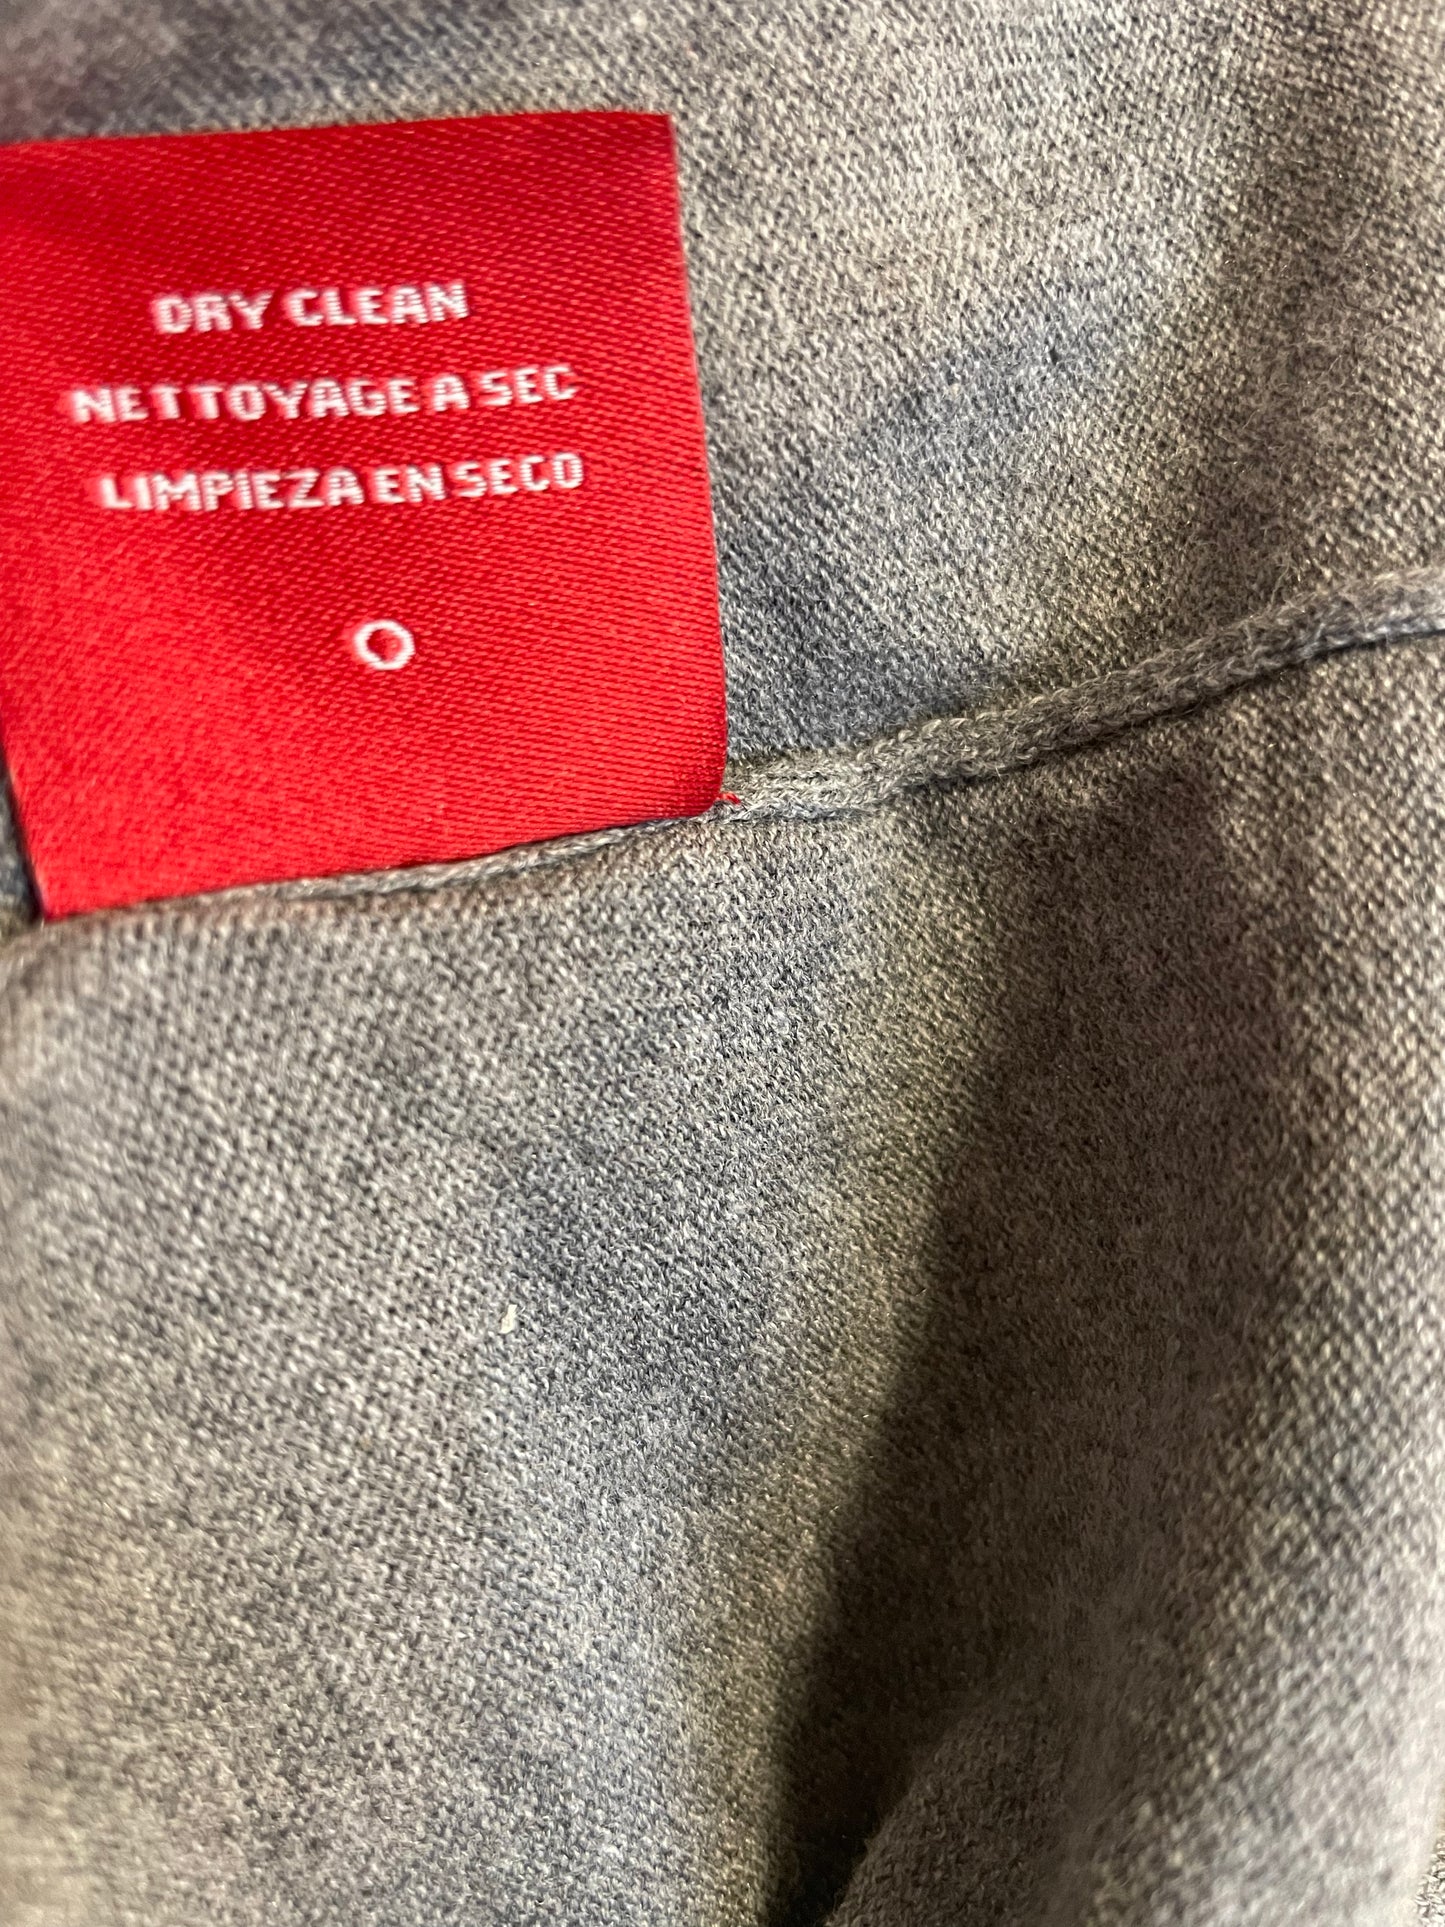 DRY CLEAN
NETTOYAGE A SEC
LIMPIEZA EN SECO